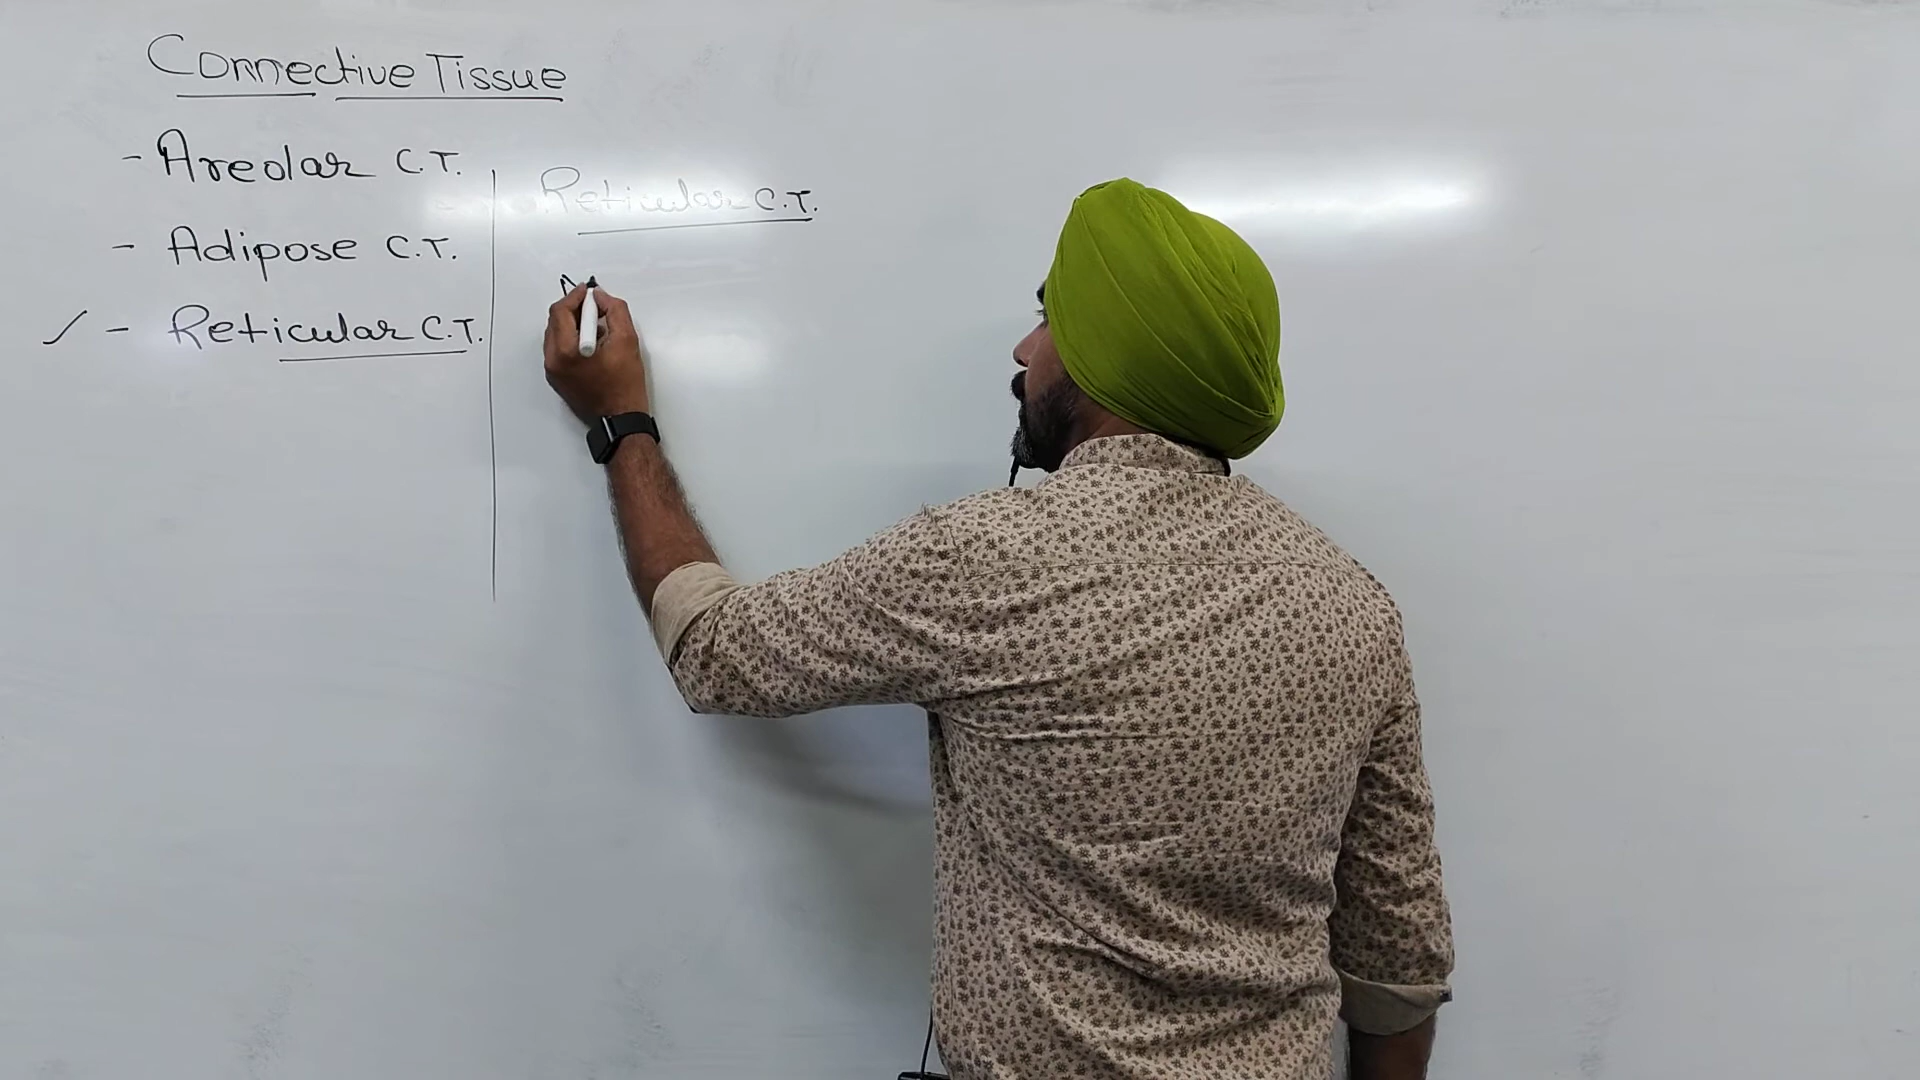 Connective Tissue
- Areolar C.T.
- Adipose C.T.
- Reticular C.T.
Reticular C.T.